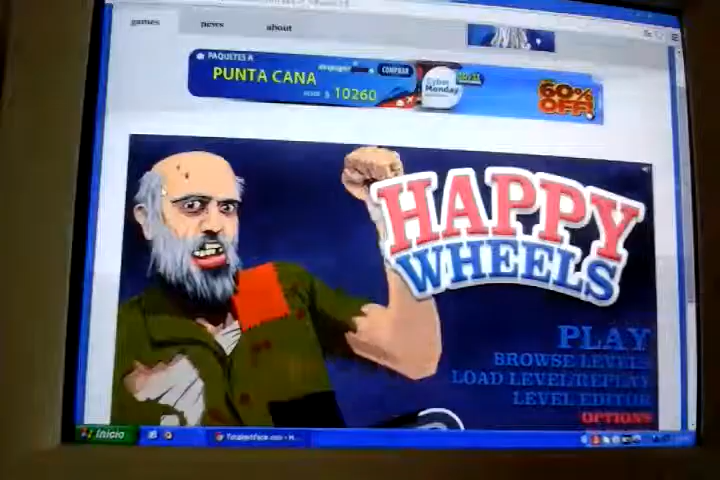 games news about
PAQUETES A
PUNTA CANA
COMPRAR
DESDE $ 10260
Cyber
Monday
60%
OFF!
HAPPY
WHEELS
PLAY
BROWSE LEVELS
LOAD LEVEL/REPLAY
LEVEL EDITOR
OPTIONS
Inicio